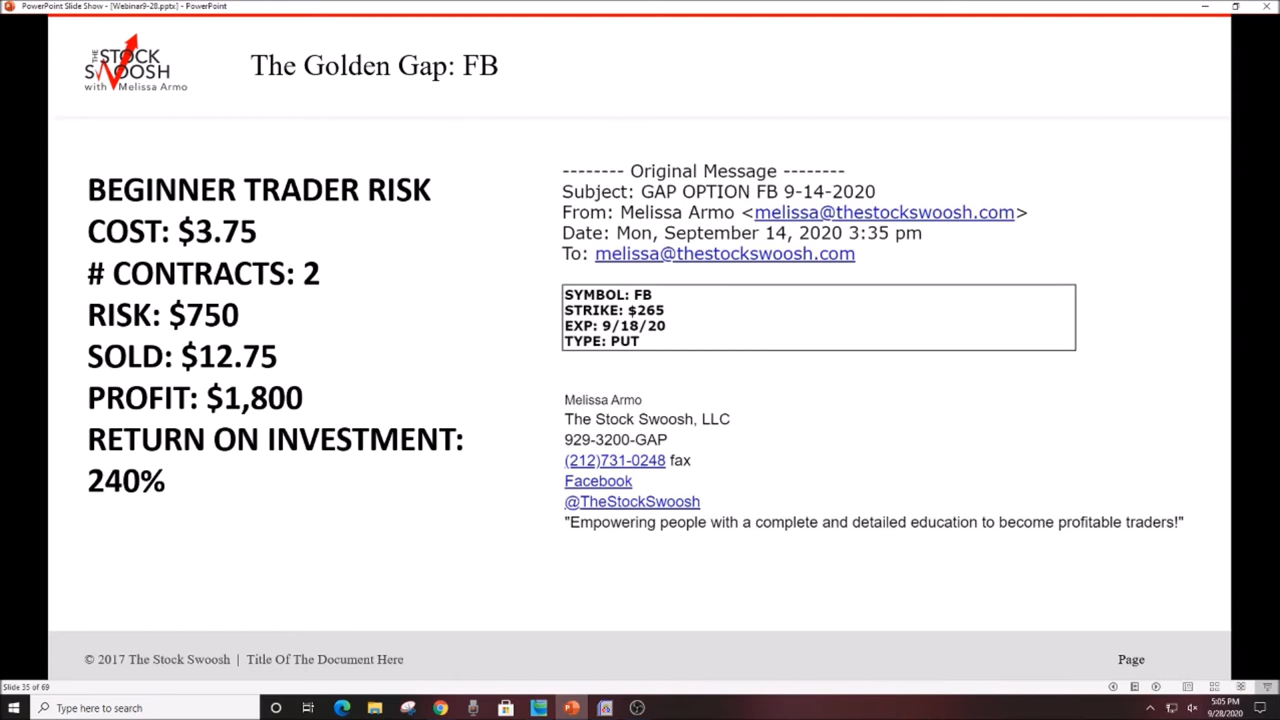 PowerPoint Slide Show - [Webinar9-28.pptx] - PowerPoint
THE
STOCK
SWOOSH
with Melissa Armo
The Golden Gap: FB
BEGINNER TRADER RISK
COST: $3.75
# CONTRACTS: 2
RISK: $750
SOLD: $12.75
PROFIT: $1,800
RETURN ON INVESTMENT:
240%
-------- Original Message --------
Subject: GAP OPTION FB 9-14-2020
From: Melissa Armo <melissa@thestockswoosh.com>
Date: Mon, September 14, 2020 3:35 pm
To: melissa@thestockswoosh.com
SYMBOL: FB
STRIKE: $265
EXP: 9/18/20
TYPE: PUT
Melissa Armo
The Stock Swoosh, LLC
929-3200-GAP
(212)731-0248 fax
Facebook
@TheStockSwoosh
"Empowering people with a complete and detailed education to become profitable traders!"
© 2017 The Stock Swoosh | Title Of The Document Here
Page
Slide 35 of 69
Type here to search
5:05 PM
9/28/2020